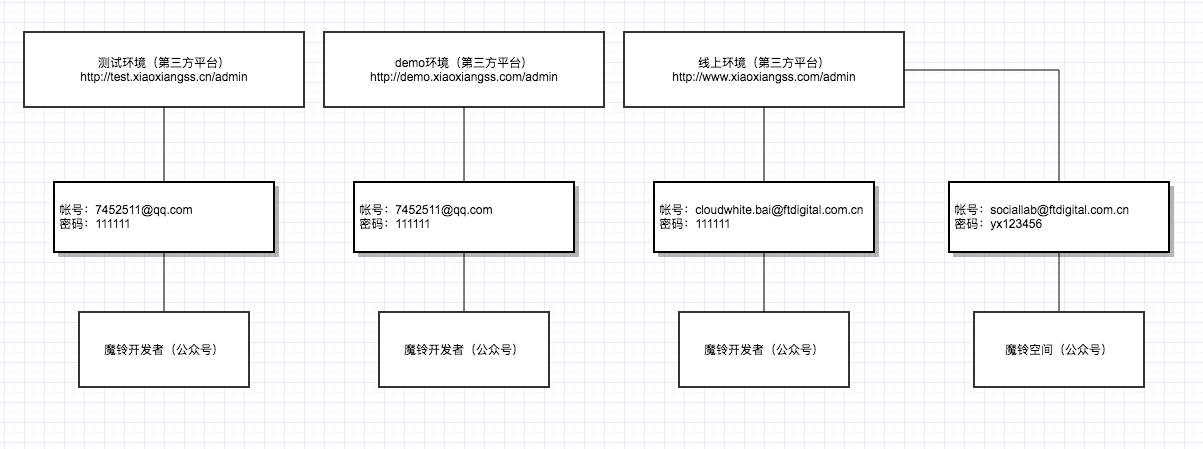 测试环境（第三方平台）
http://test.xiaoxiangss.cn/admin
demo环境（第三方平台）
http://demo.xiaoxiangss.com/admin
线上环境（第三方平台）
http://www.xiaoxiangss.com/admin
帐号：7452511@qq.com
密码：111111
帐号：7452511@qq.com
密码：111111
帐号：cloudwhite.bai@ftdigital.com.cn
密码：111111
帐号：sociallab@ftdigital.com.cn
密码：yx123456
魔铃开发者（公众号）
魔铃开发者（公众号）
魔铃开发者（公众号）
魔铃空间（公众号）